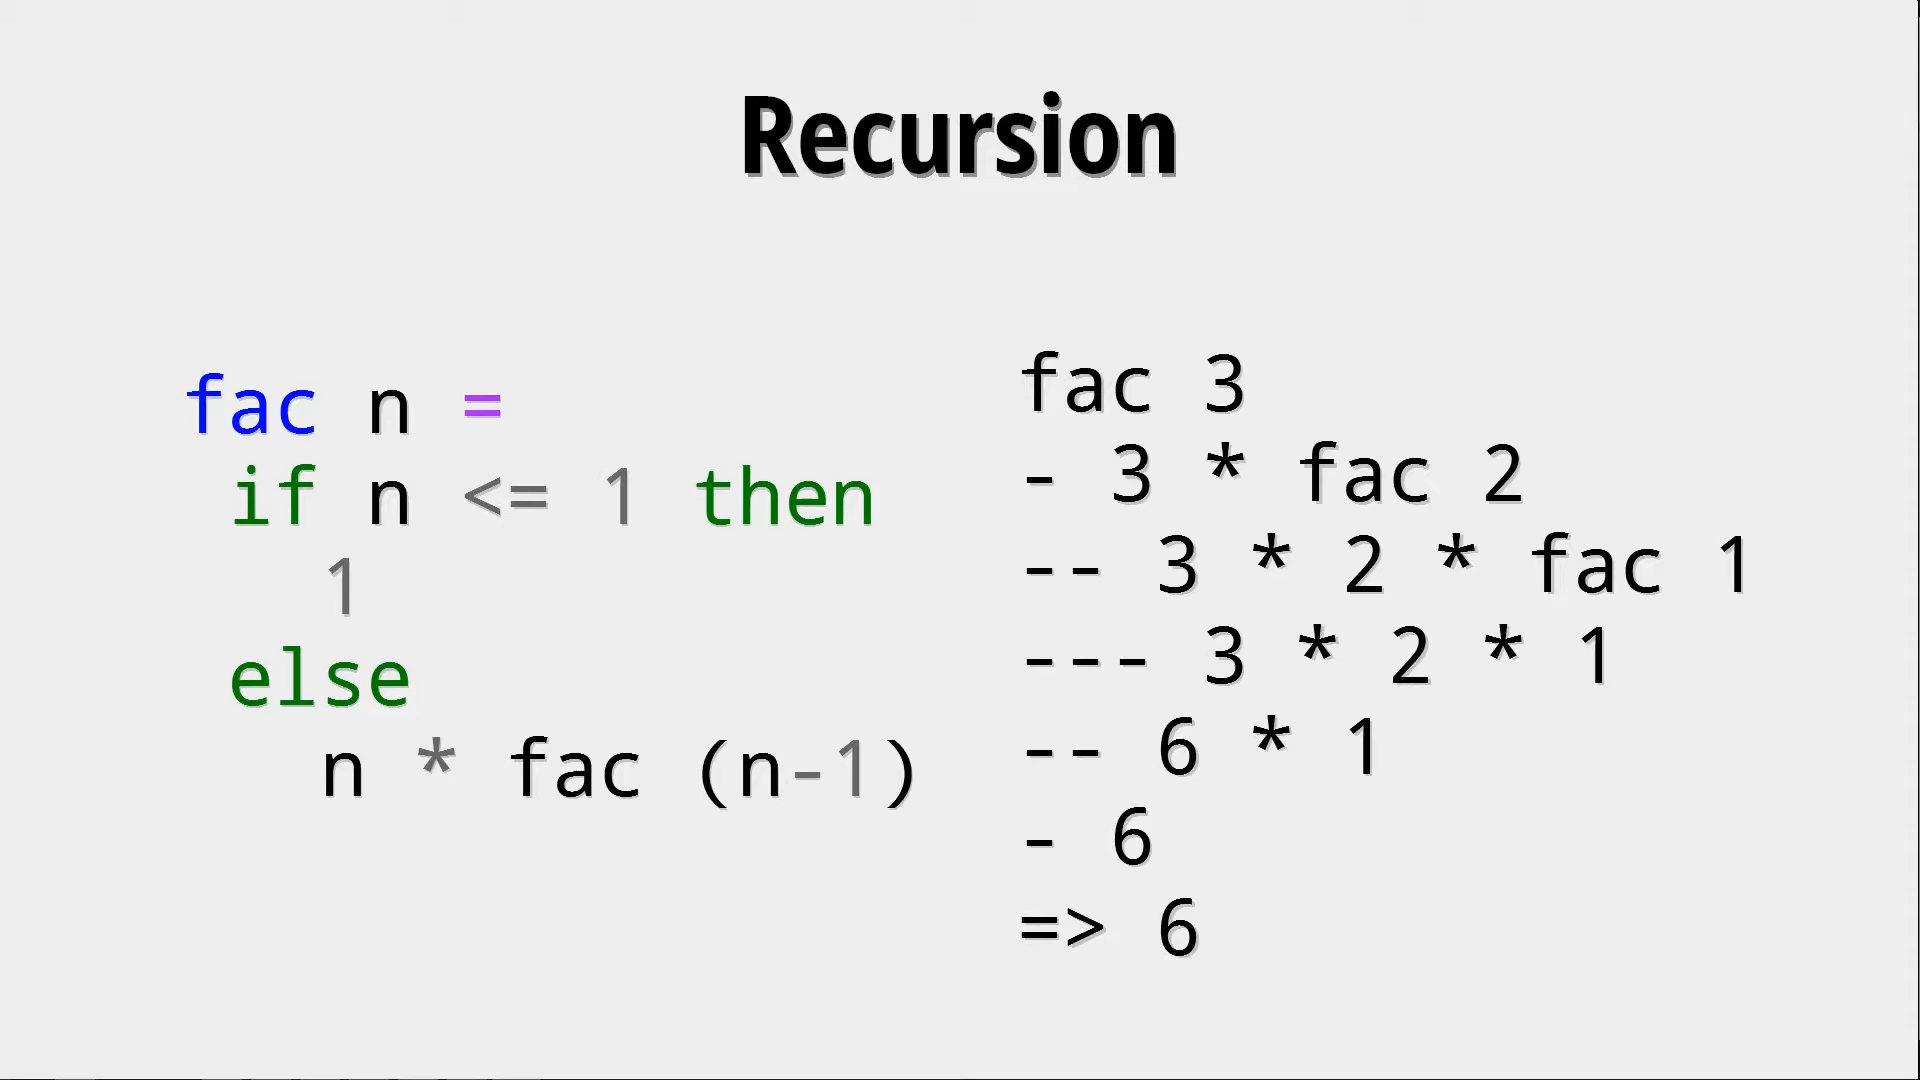 Recursion
fac n =
if n <= 1 then
1
else
n * fac (n-1)
fac 3
- 3 * fac 2
-- 3 * 2 * fac 1
--- 3 * 2 * 1
-- 6 * 1
- 6
=> 6